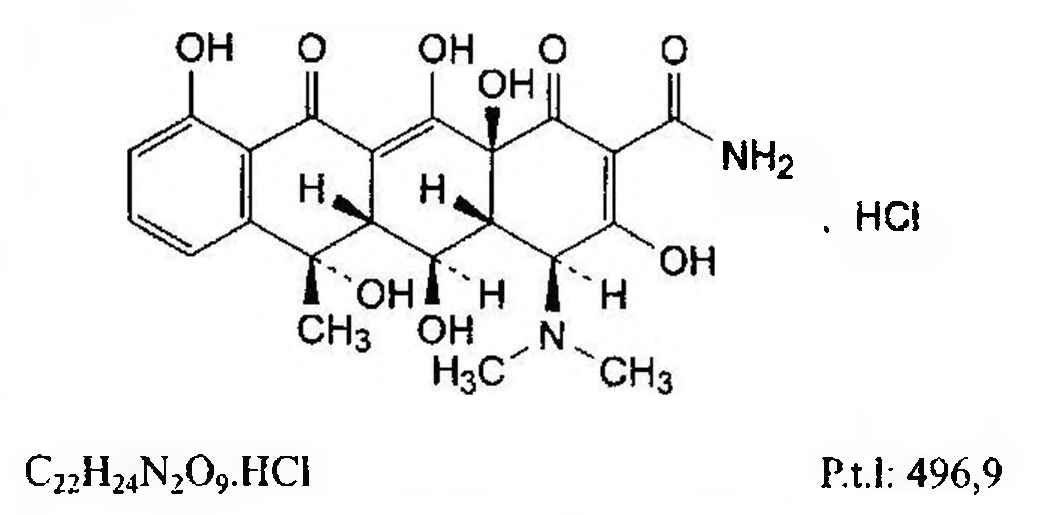 OH O OH O O
OH
NH₂
H H
. HCl
OH
OH H H
CH₃ OH N
H₃C CH₃
C₂₂H₂₄N₂O₉.HCl P.t.l: 496,9